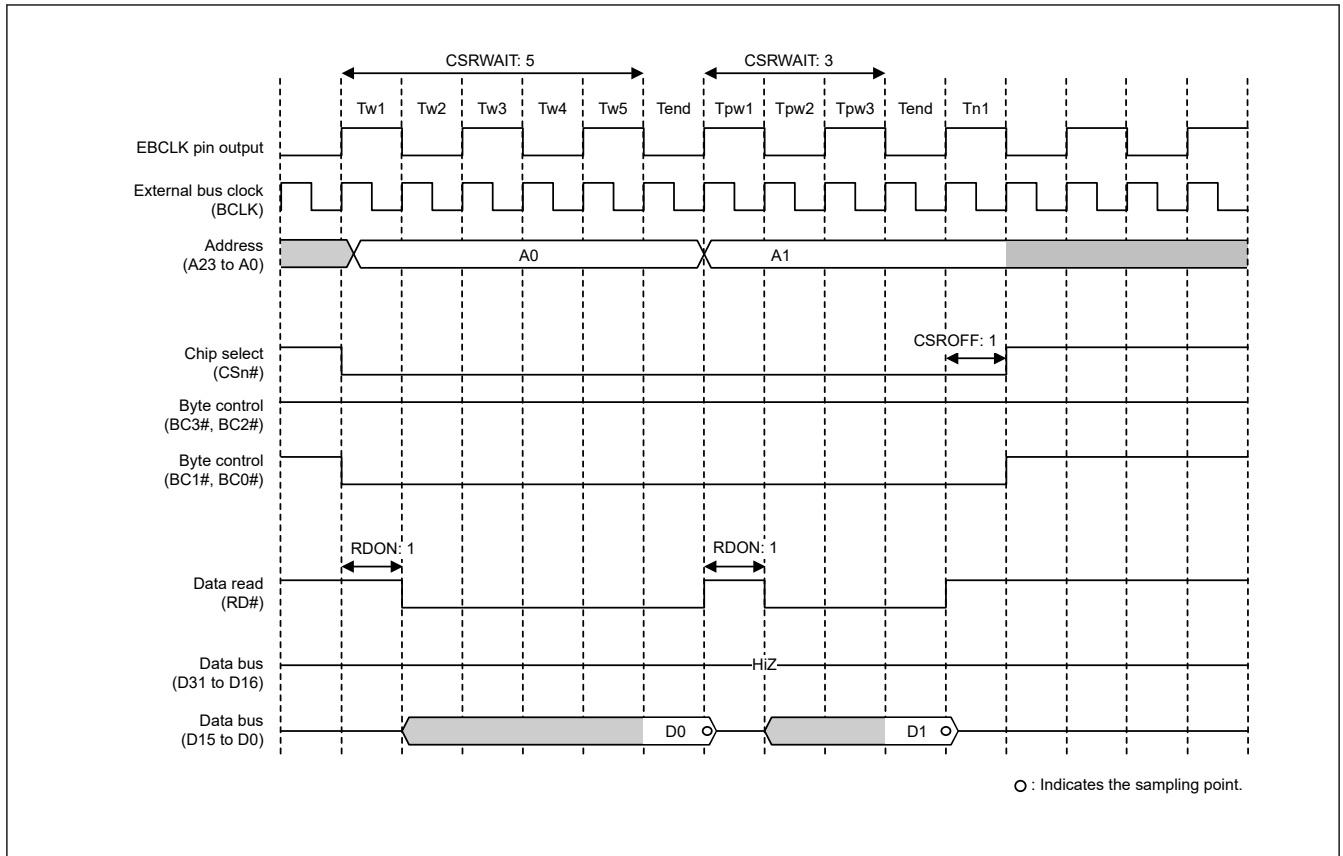 CSRWAIT: 5
CSRWAIT: 3
Tw1 Tw2 Tw3 Tw4 Tw5 Tend Tpw1 Tpw2 Tpw3 Tend Tn1
EBCLK pin output
External bus clock
(BCLK)
Address
(A23 to A0)
A0
A1
CSROFF: 1
Chip select
(CSn#)
Byte control
(BC3#, BC2#)
Byte control
(BC1#, BC0#)
RDON: 1
RDON: 1
Data read
(RD#)
Data bus
(D31 to D16)
HiZ
Data bus
(D15 to D0)
D0
D1
: Indicates the sampling point.